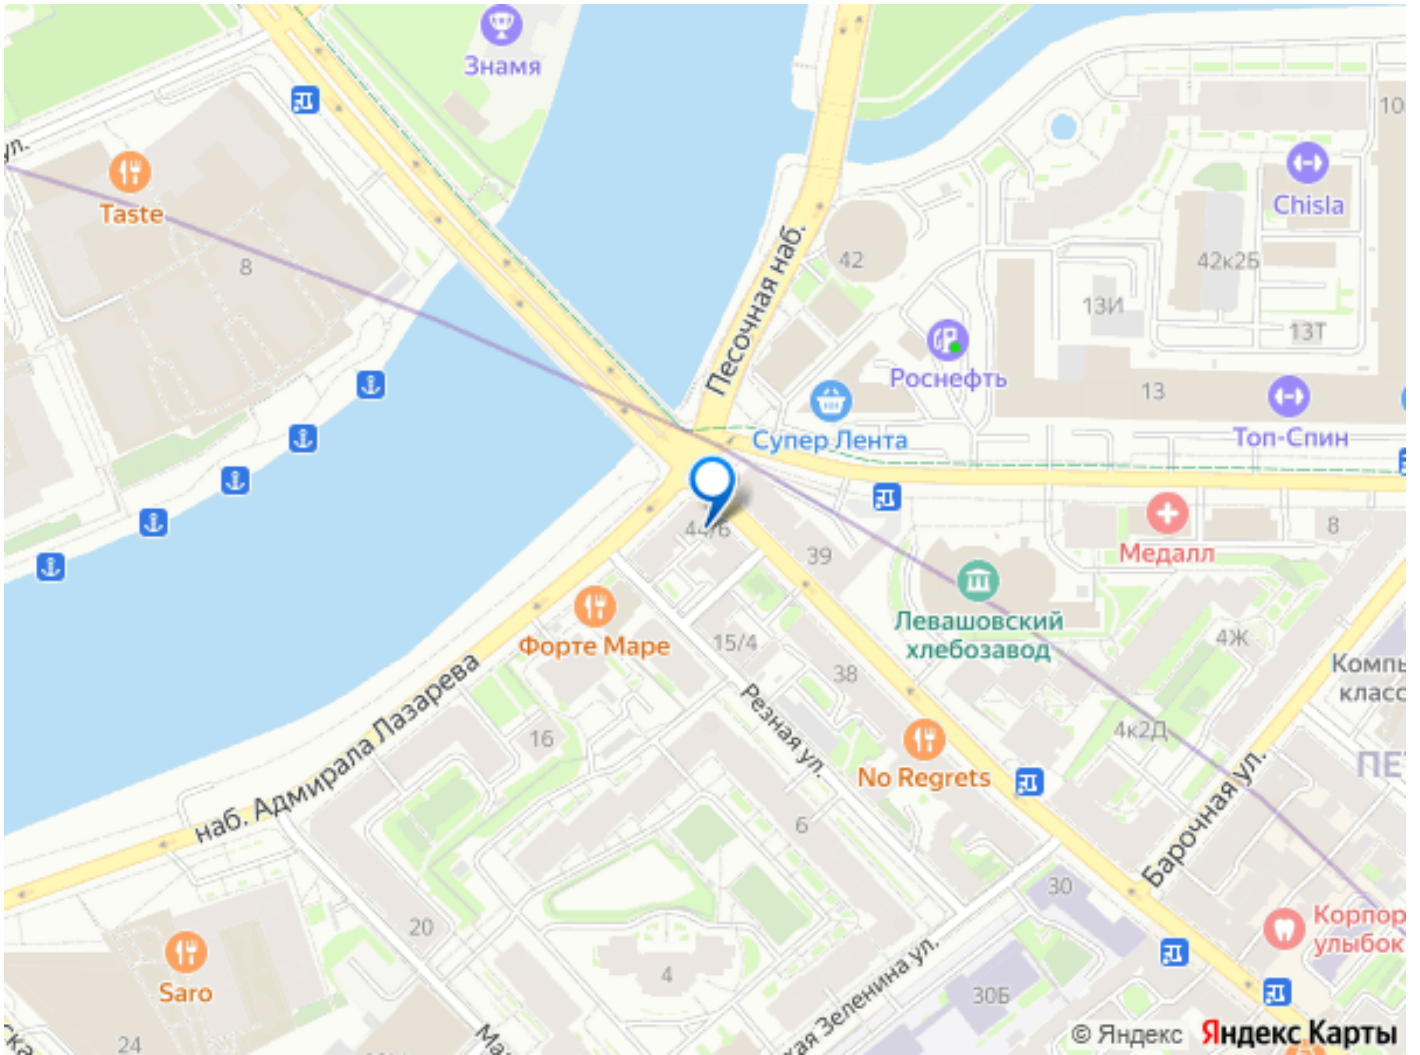 Знамя
10
ул.
Taste
Chisla
8
42
Песочная наб.
42к2Б
13И
13Т
Роснефть
13
Супер Лента
Топ-Спин
44/6
39
Медалл
8
Левашовский
хлебозавод
Форте Маре
15/4
4Ж
38
наб. Адмирала Лазарева
Резная ул.
16
4к2Д
No Regrets
6
Барочная ул.
30
20
4
Saro
30Б
24
© Яндекс Яндекс Карты